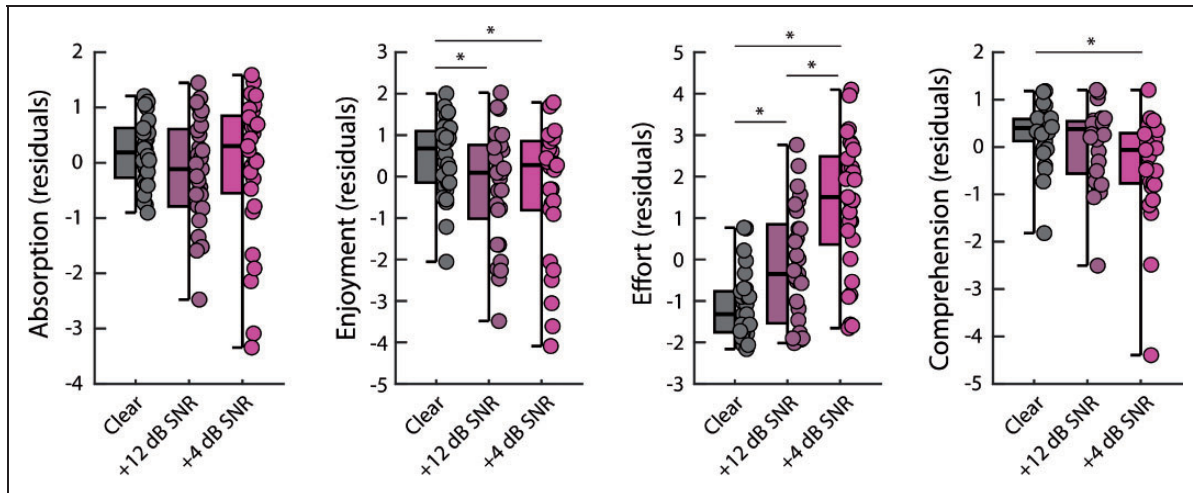 Absorption (residuals)
2
1
0
-1
-2
-3
-4
Clear
+12 dB SNR
+4 dB SNR
Enjoyment (residuals)
3
2
1
0
-1
-2
-3
-4
-5
*
*
Clear
+12 dB SNR
+4 dB SNR
Effort (residuals)
5
4
3
2
1
0
-1
-2
-3
*
*
*
Clear
+12 dB SNR
+4 dB SNR
Comprehension (residuals)
2
1
0
-1
-2
-3
-4
-5
*
Clear
+12 dB SNR
+4 dB SNR